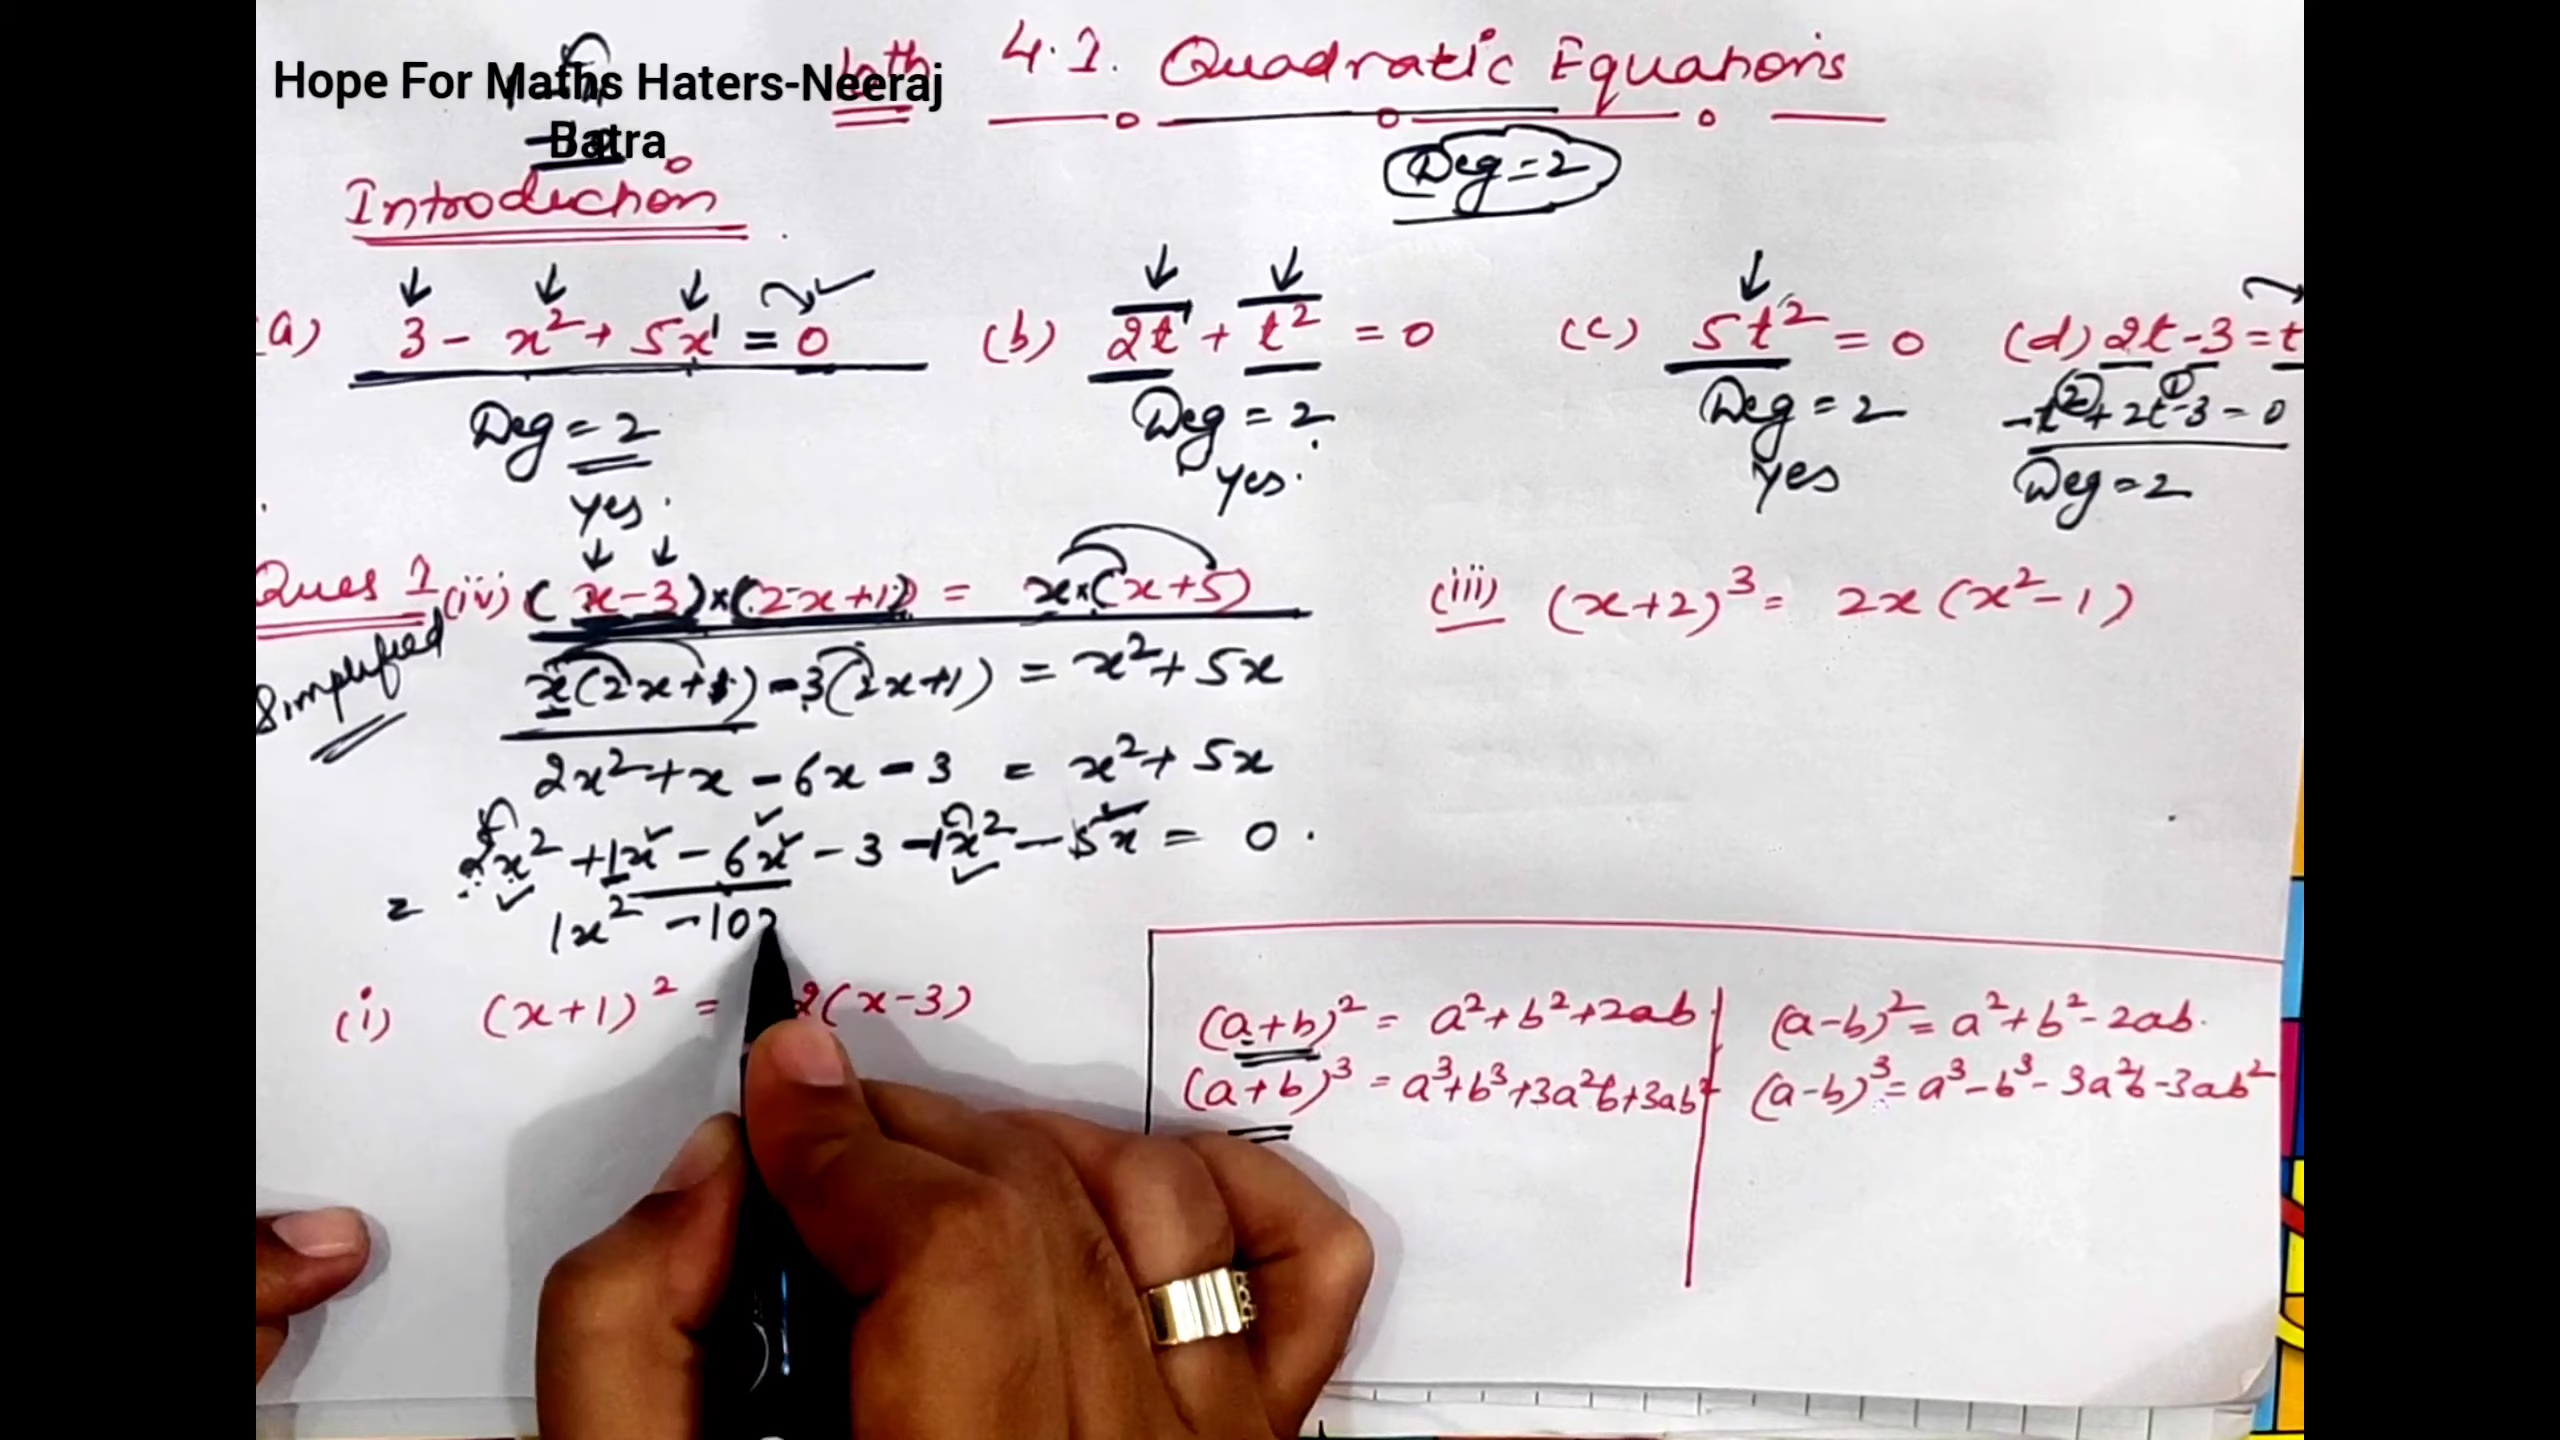 Hope For Maths Haters-Neeraj
Batra
10th 4.1. Quadratic Equations
Deg = 2
Introduction
(a) 3 - x² + 5x¹ = 0
Deg = 2
yes.
(b) 2t¹ + t² = 0
Deg = 2
yes.
(c) 5t² = 0
Deg = 2
yes
(d) 2t - 3 = t
-t² + 2t - 3 = 0
Deg = 2
Ques 1 (iv) (x-3)×(2x+1) = x×(x+5)
Simplified
x(2x+1) - 3(2x+1) = x² + 5x
2x² + x - 6x - 3 = x² + 5x
2x² + 1x - 6x - 3 - 1x² - 5x = 0.
= 1x² - 10
(iii) (x+2)³ = 2x(x²-1)
(i) (x+1)² = 2(x-3)
(a+b)² = a²+b²+2ab.
(a+b)³ = a³+b³+3a²b+3ab²
(a-b)² = a²+b²-2ab.
(a-b)³ = a³-b³-3a²b-3ab²